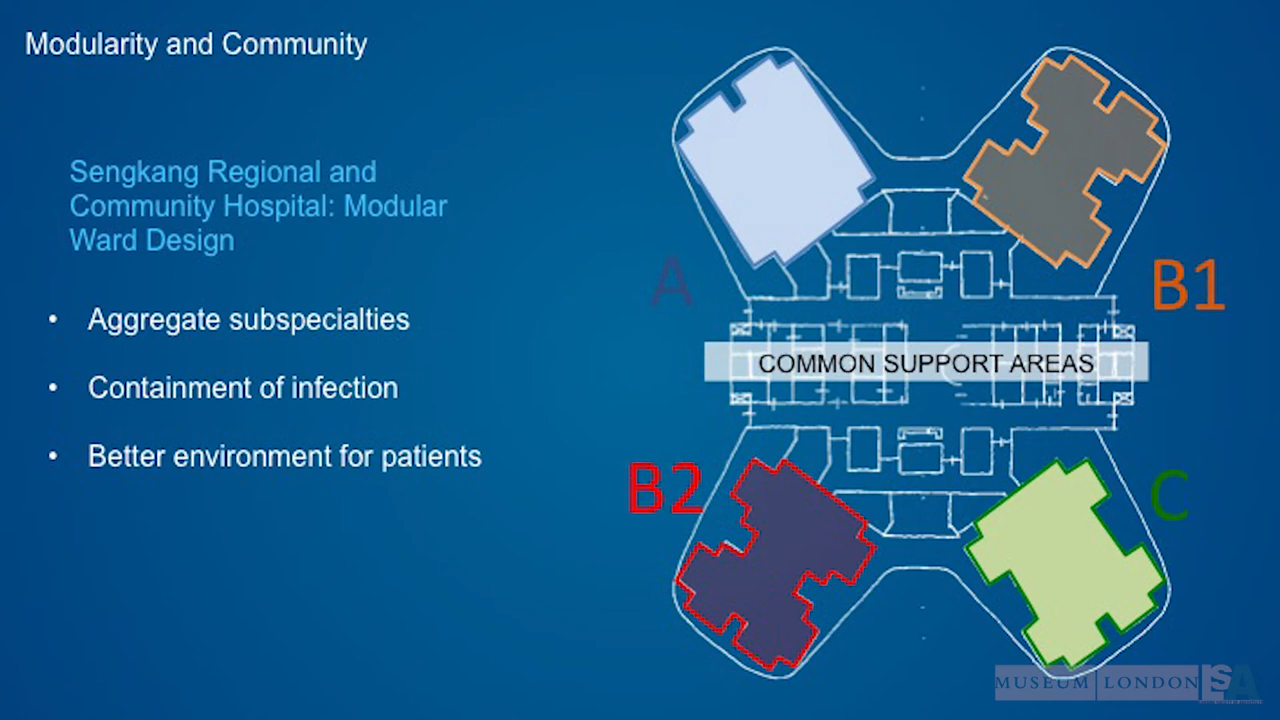 Modularity and Community
Sengkang Regional and
Community Hospital: Modular
Ward Design
• Aggregate subspecialties
• Containment of infection
• Better environment for patients
A
B1
COMMON SUPPORT AREAS
B2
C
MUSEUM LONDON SA